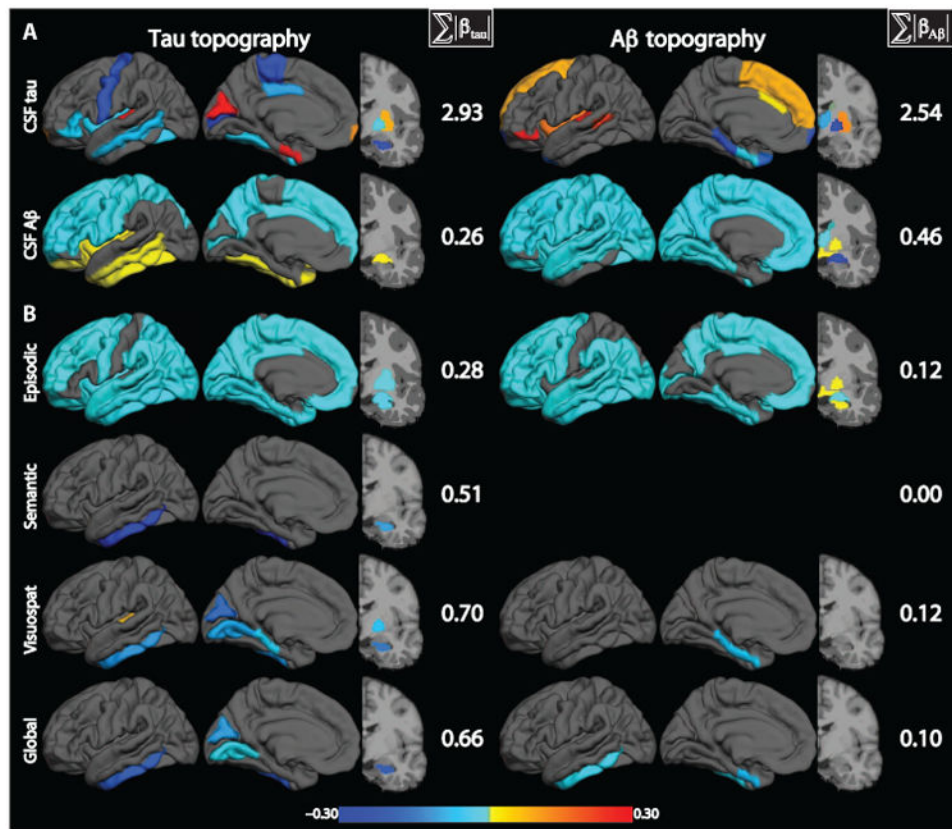 A
Tau topography
∑|βtau|
Aβ topography
∑|βAβ|
CSF tau
2.93
2.54
CSF Aβ
0.26
0.46
B
Episodic
0.28
0.12
Semantic
0.51
0.00
Visuospat
0.70
0.12
Global
0.66
0.10
–0.30
0.30